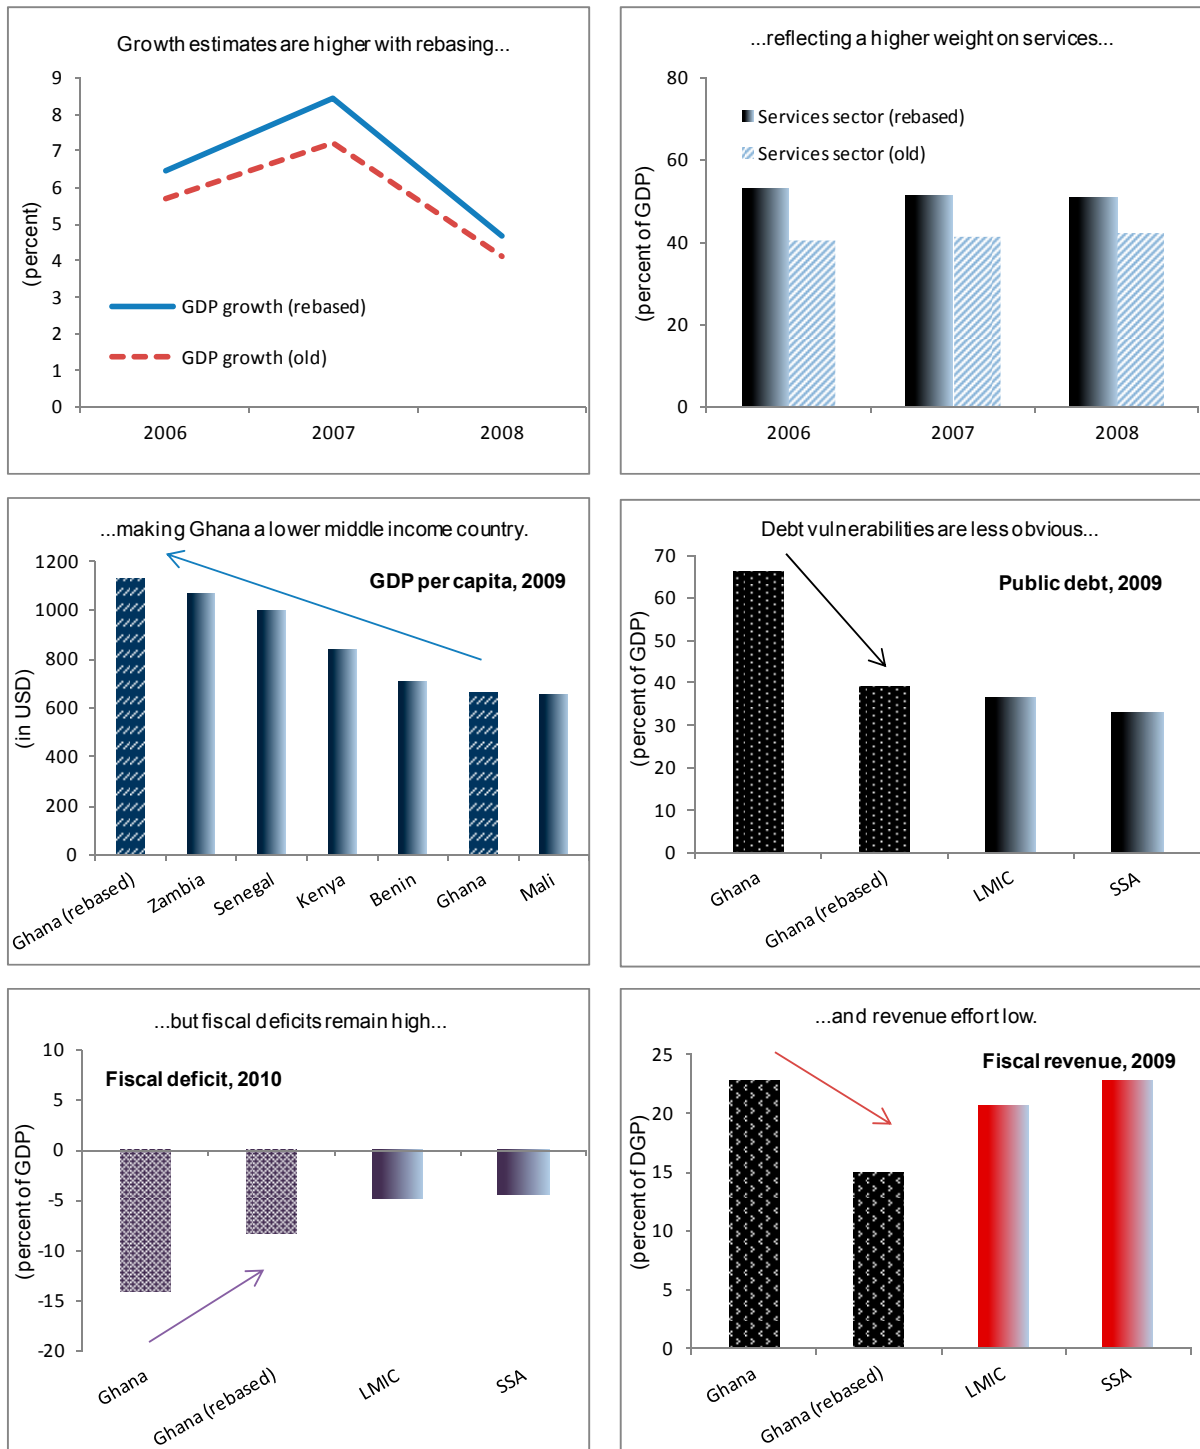 Growth estimates are higher with rebasing...
9
8
7
6
5
4
3
2
1
0
(percent)
GDP growth (rebased)
GDP growth (old)
2006
2007
2008
...reflecting a higher weight on services...
80
60
40
20
0
(percent of GDP)
Services sector (rebased)
Services sector (old)
2006
2007
2008
...making Ghana a lower middle income country.
1200
1000
800
600
400
200
0
(in USD)
GDP per capita, 2009
Ghana (rebased)
Zambia
Senegal
Kenya
Benin
Ghana
Mali
Debt vulnerabilities are less obvious...
70
60
50
40
30
20
10
0
(percent of GDP)
Public debt, 2009
Ghana
Ghana (rebased)
LMIC
SSA
...but fiscal deficits remain high...
10
5
0
-5
-10
-15
-20
(percent of GDP)
Fiscal deficit, 2010
Ghana
Ghana (rebased)
LMIC
SSA
...and revenue effort low.
25
20
15
10
5
0
(percent of DGP)
Fiscal revenue, 2009
Ghana
Ghana (rebased)
LMIC
SSA